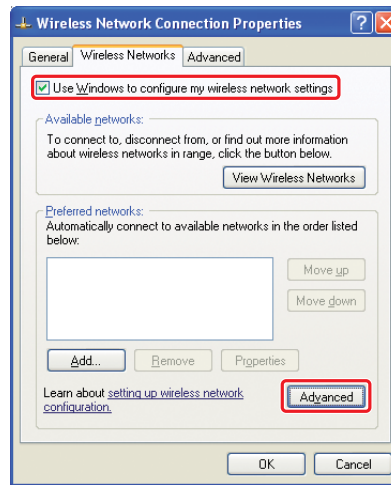 Wireless Network Connection Properties
General Wireless Networks Advanced
Use Windows to configure my wireless network settings
Available networks:
To connect to, disconnect from, or find out more information
about wireless networks in range, click the button below.
View Wireless Networks
Preferred networks:
Automatically connect to available networks in the order listed
below:
Move up
Move down
Add... Remove Properties
Learn about setting up wireless network
configuration.
Advanced
OK Cancel